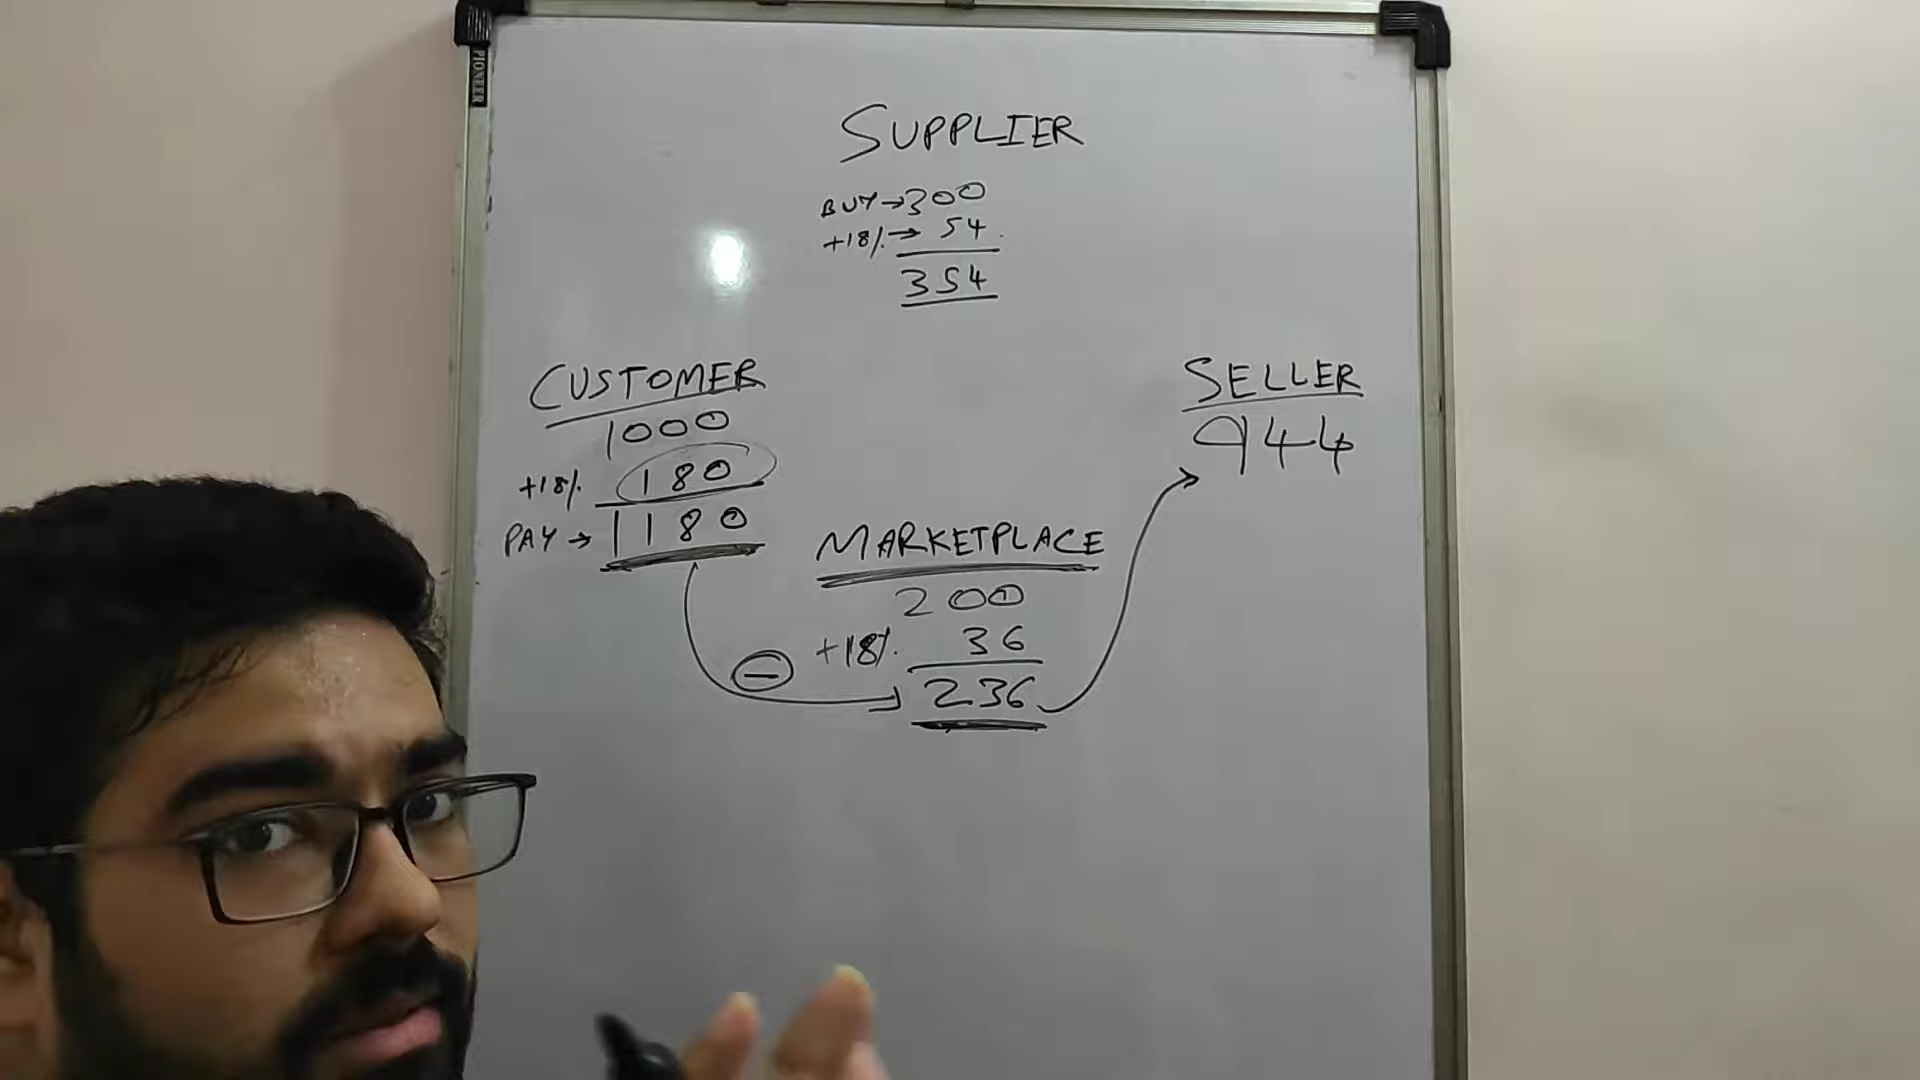 PIONEER
SUPPLIER
BUY → 300
+18% → 54
354
CUSTOMER
1000
+18% 180
PAY → 1180
SELLER
944
MARKETPLACE
200
+18% 36
236